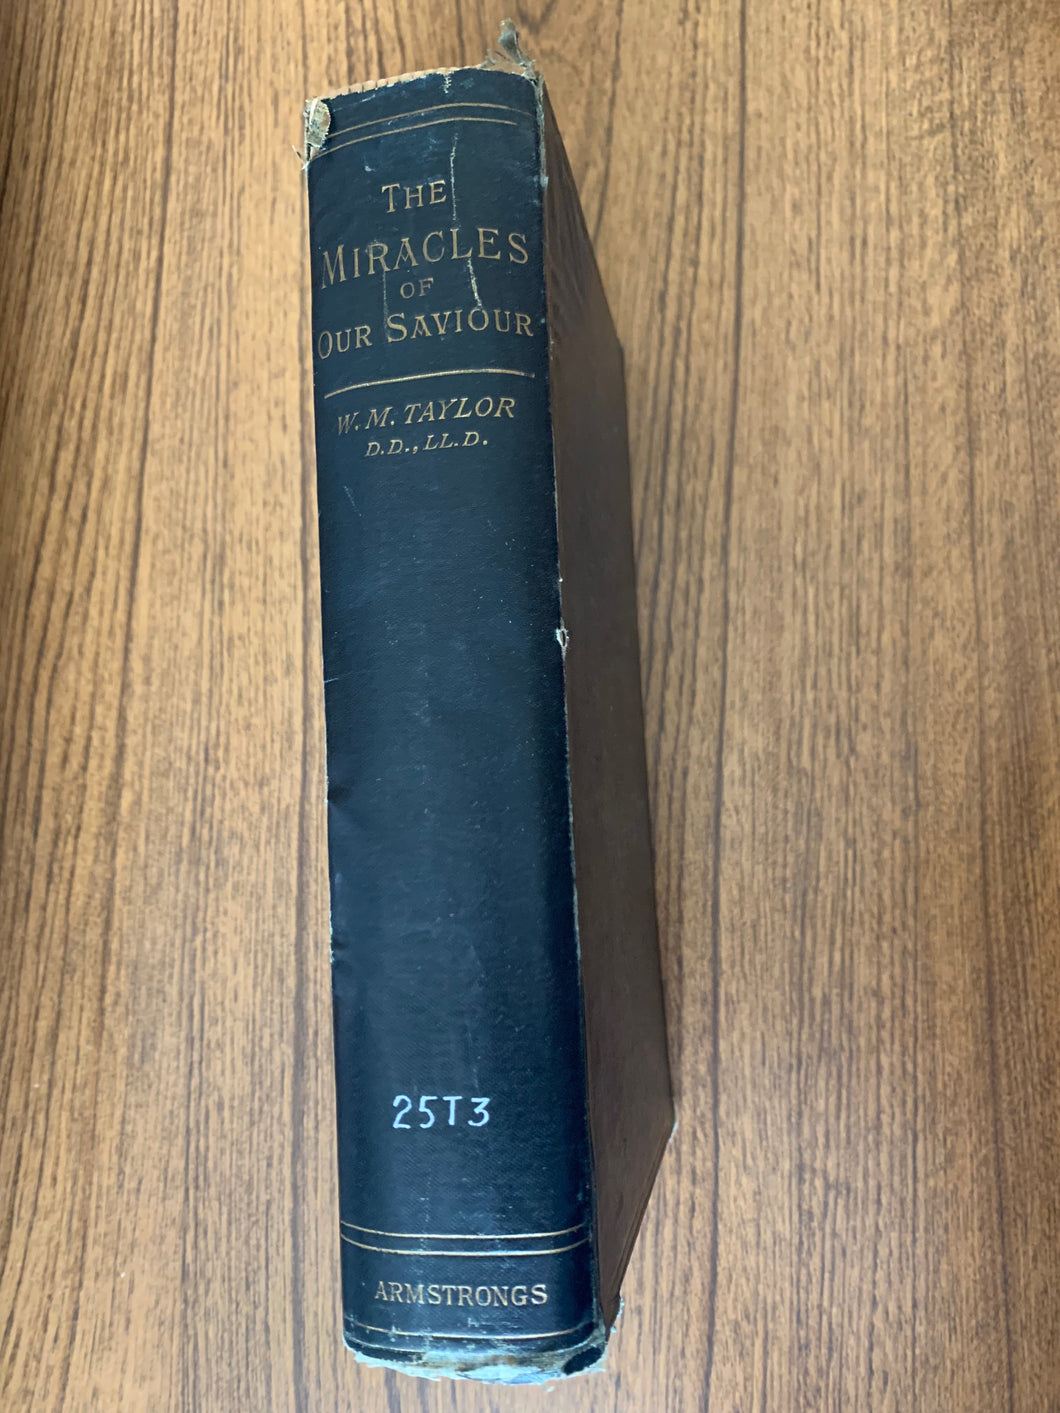 THE
MIRACLES
OF
OUR SAVIOUR
W. M. TAYLOR
D.D., LL.D.
25T3
ARMSTRONGS